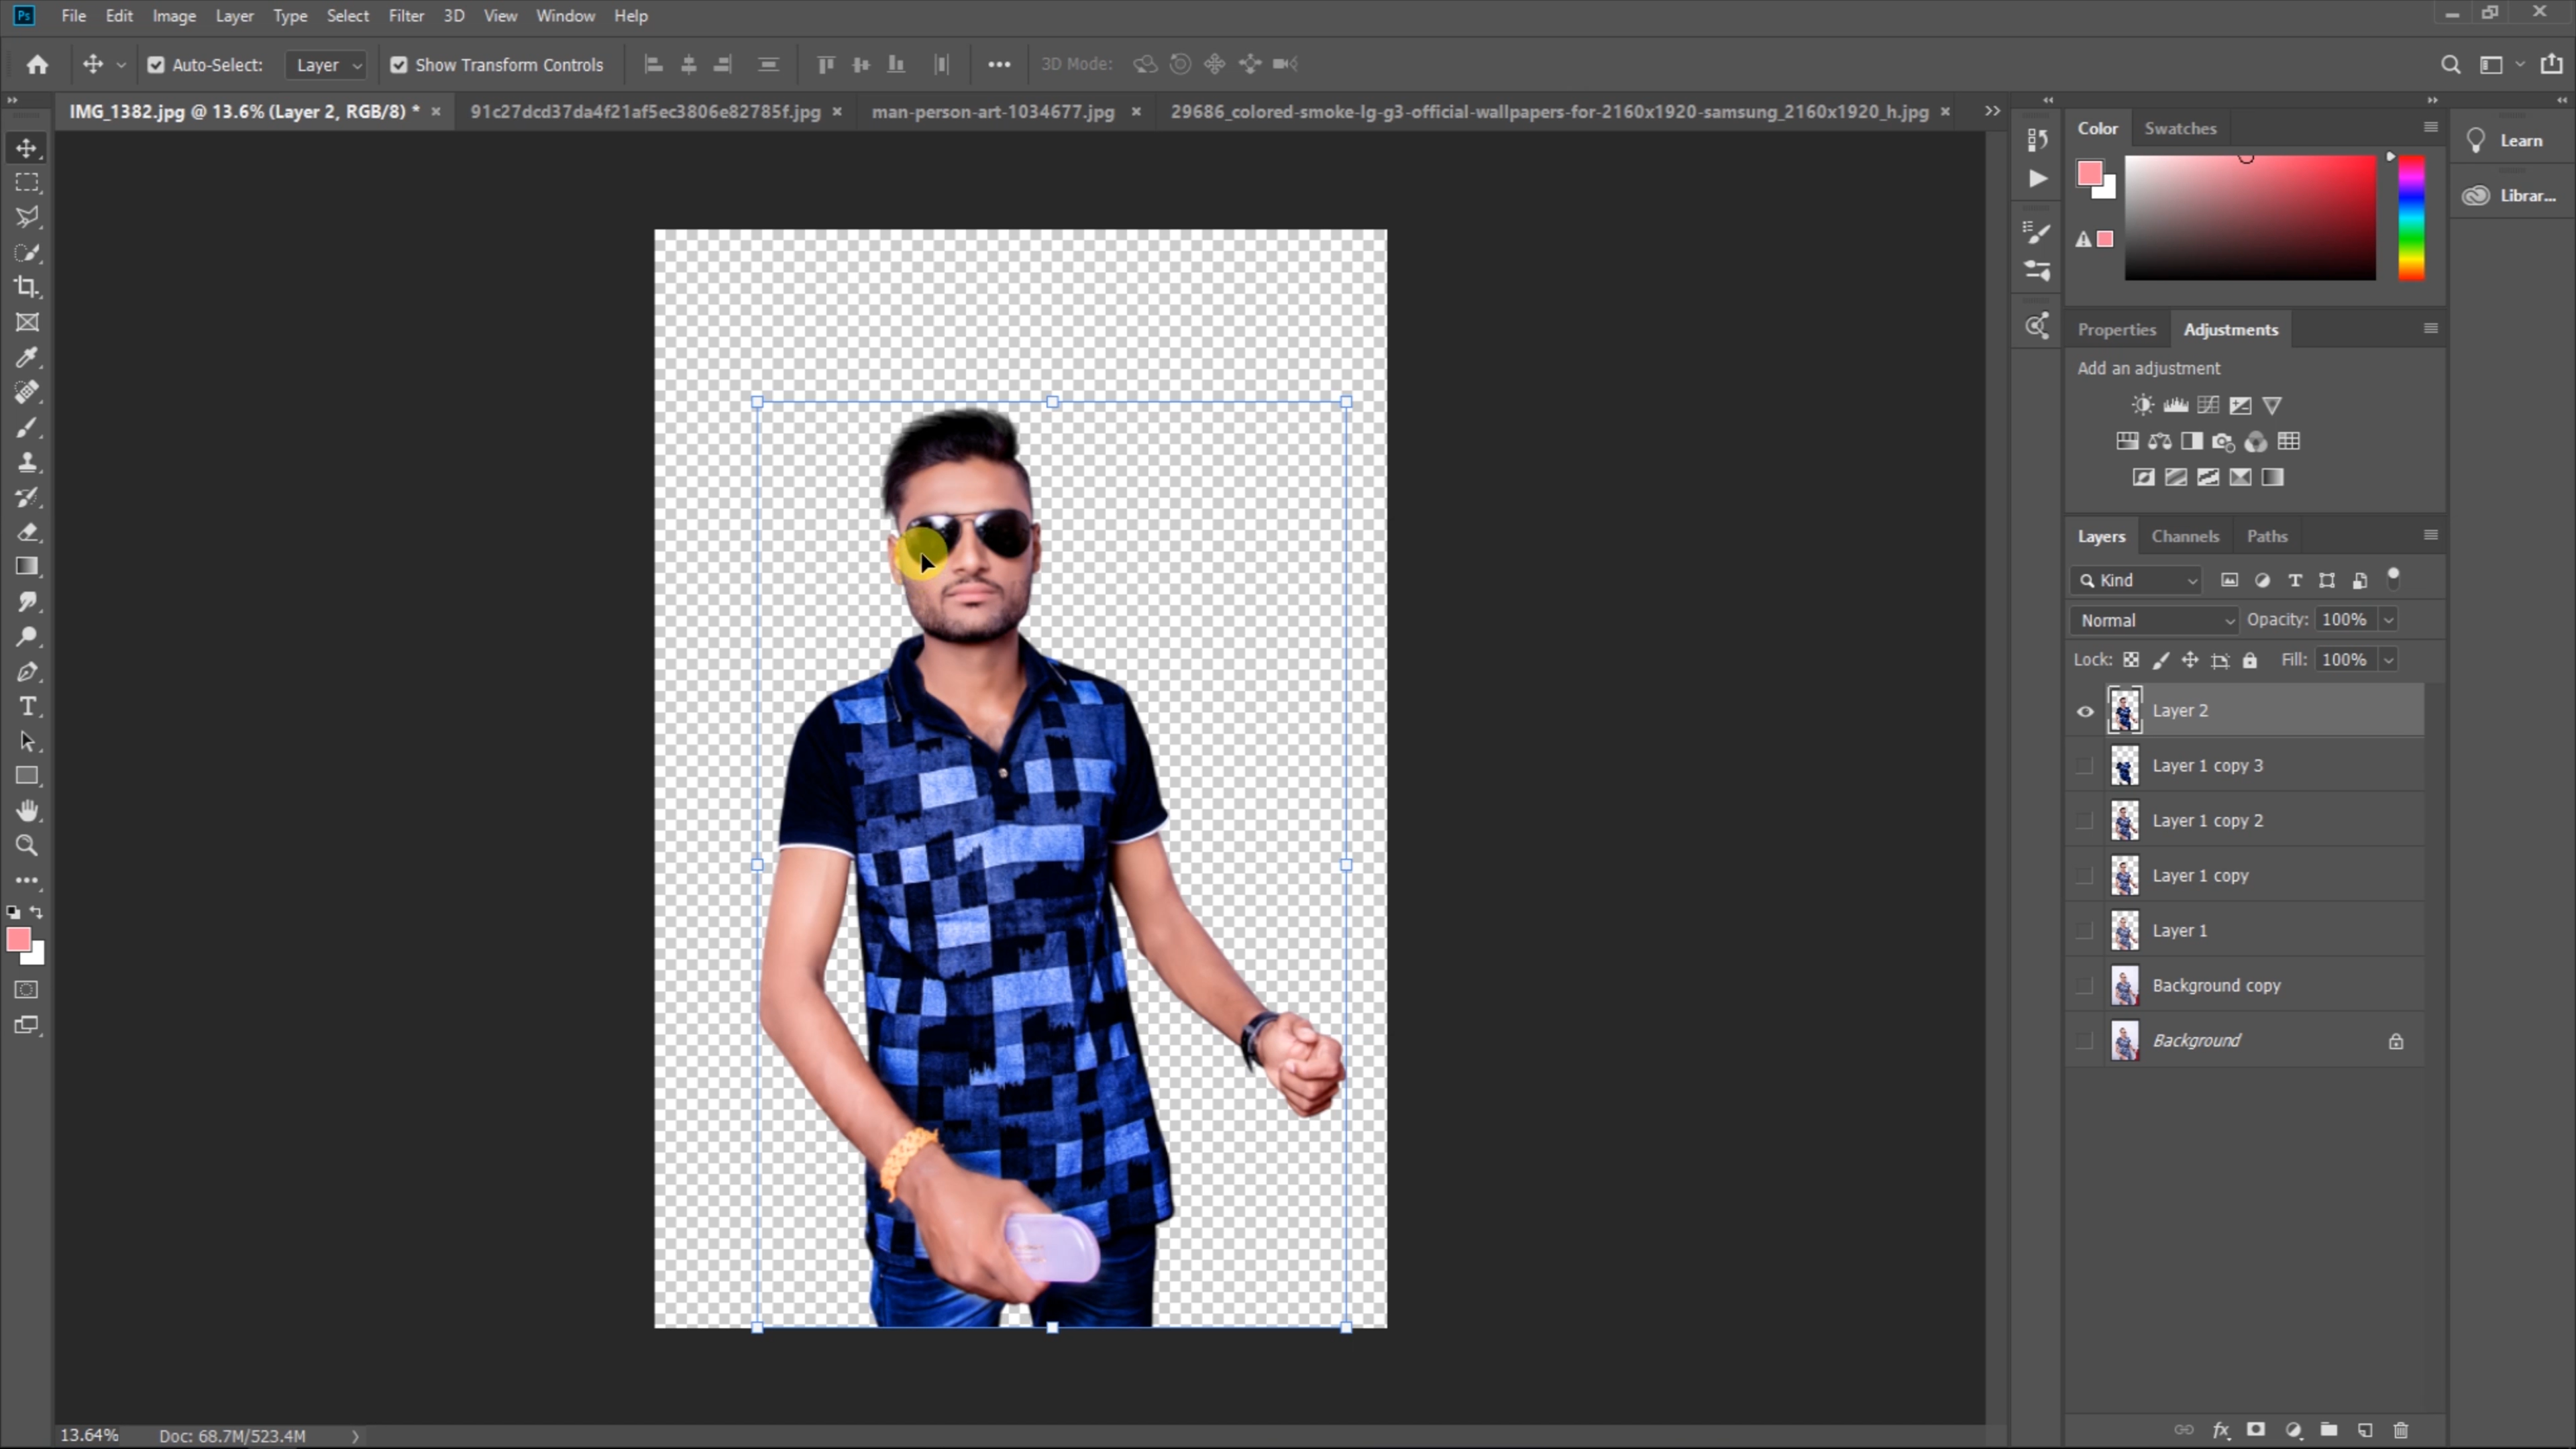 Ps File Edit Image Layer Type Select Filter 3D View Window Help
Auto-Select: Layer Show Transform Controls 3D Mode:
IMG_1382.jpg @ 13.6% (Layer 2, RGB/8) * × 91c27dcd37da4f21af5ec3806e82785f.jpg × man-person-art-1034677.jpg × 29686_colored-smoke-lg-g3-official-wallpapers-for-2160x1920-samsung_2160x1920_h.jpg ×
Color Swatches
Learn
Librar...
Properties Adjustments
Add an adjustment
Layers Channels Paths
Kind
Normal Opacity: 100%
Lock: Fill: 100%
Layer 2
Layer 1 copy 3
Layer 1 copy 2
Layer 1 copy
Layer 1
Background copy
Background
13.64% Doc: 68.7M/523.4M